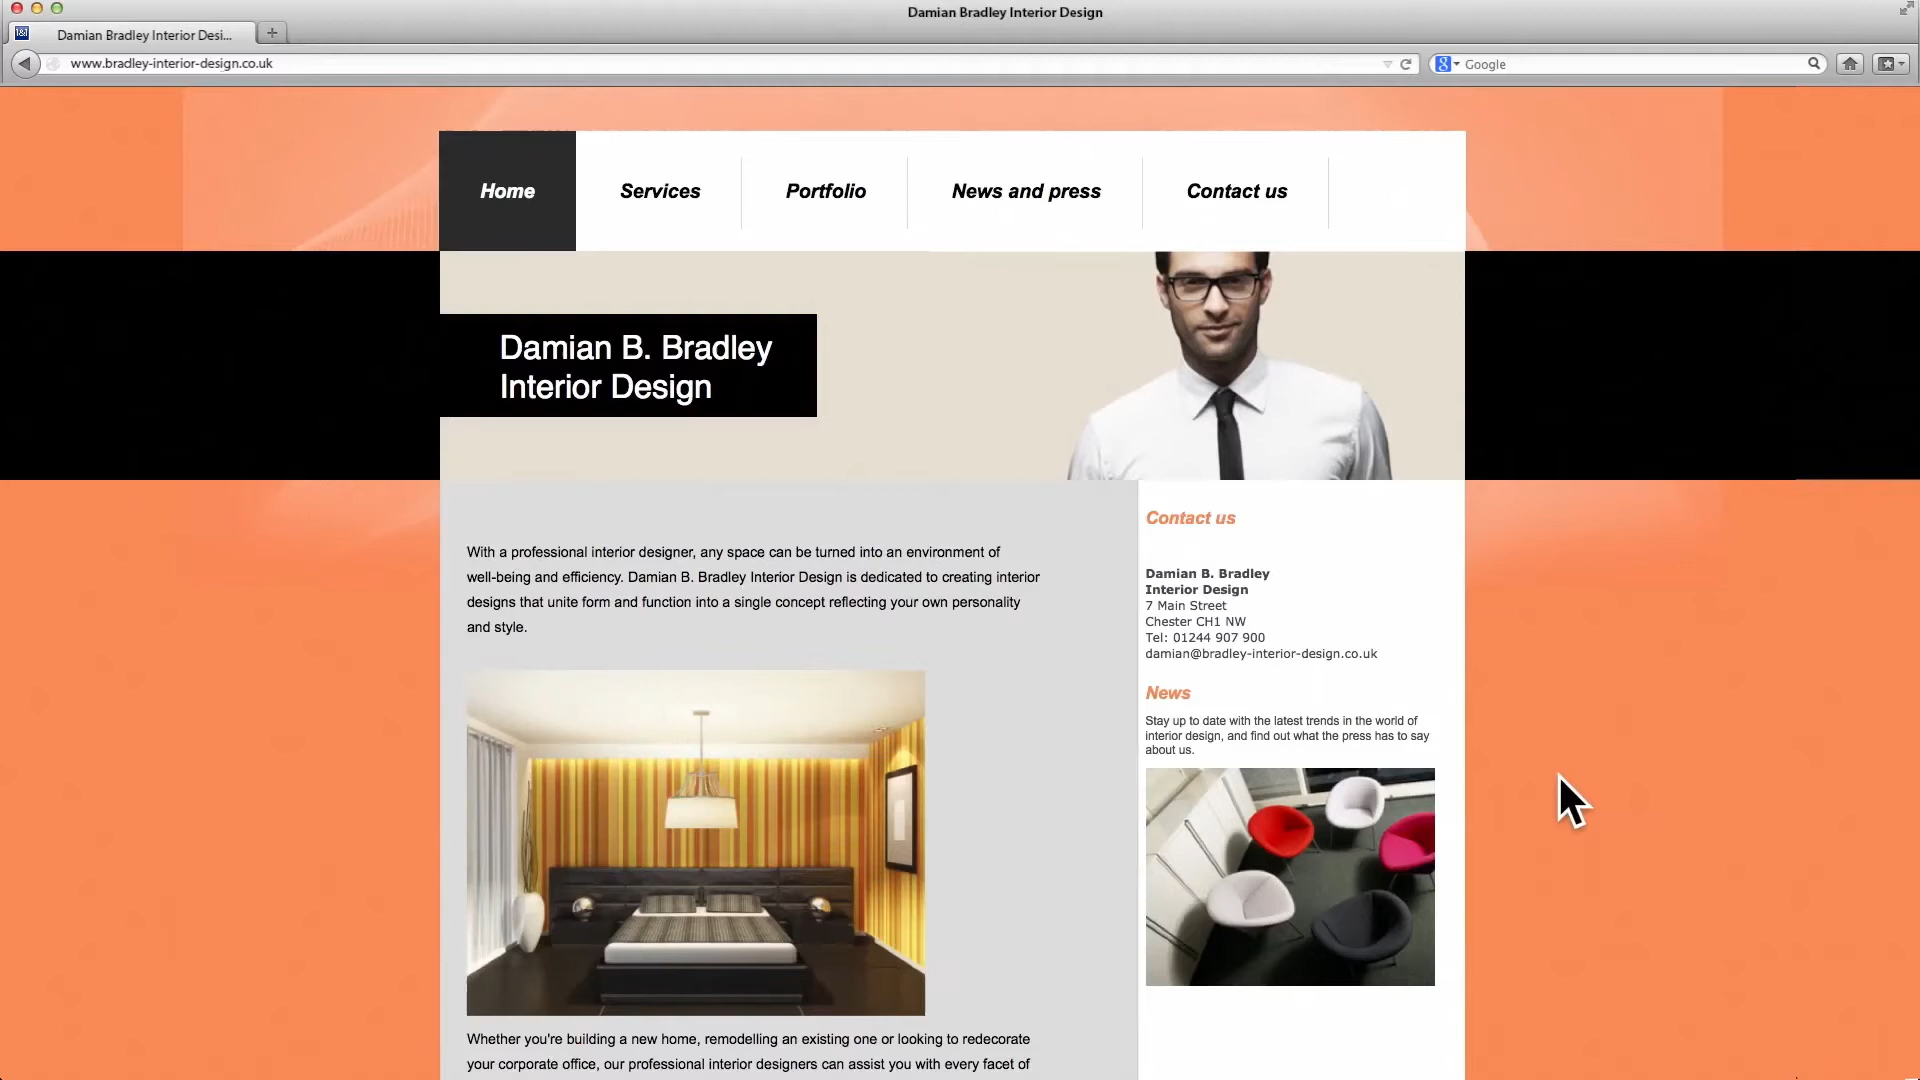 Damian Bradley Interior Design
1&1
Damian Bradley Interior Desi...
www.bradley-interior-design.co.uk
8
Google
Home
Services
Portfolio
News and press
Contact us
Damian B. Bradley
Interior Design
With a professional interior designer, any space can be turned into an environment of
well-being and efficiency. Damian B. Bradley Interior Design is dedicated to creating interior
designs that unite form and function into a single concept reflecting your own personality
and style.
Whether you're building a new home, remodelling an existing one or looking to redecorate
your corporate office, our professional interior designers can assist you with every facet of
Contact us
Damian B. Bradley
Interior Design
7 Main Street
Chester CH1 NW
Tel: 01244 907 900
damian@bradley-interior-design.co.uk
News
Stay up to date with the latest trends in the world of
interior design, and find out what the press has to say
about us.